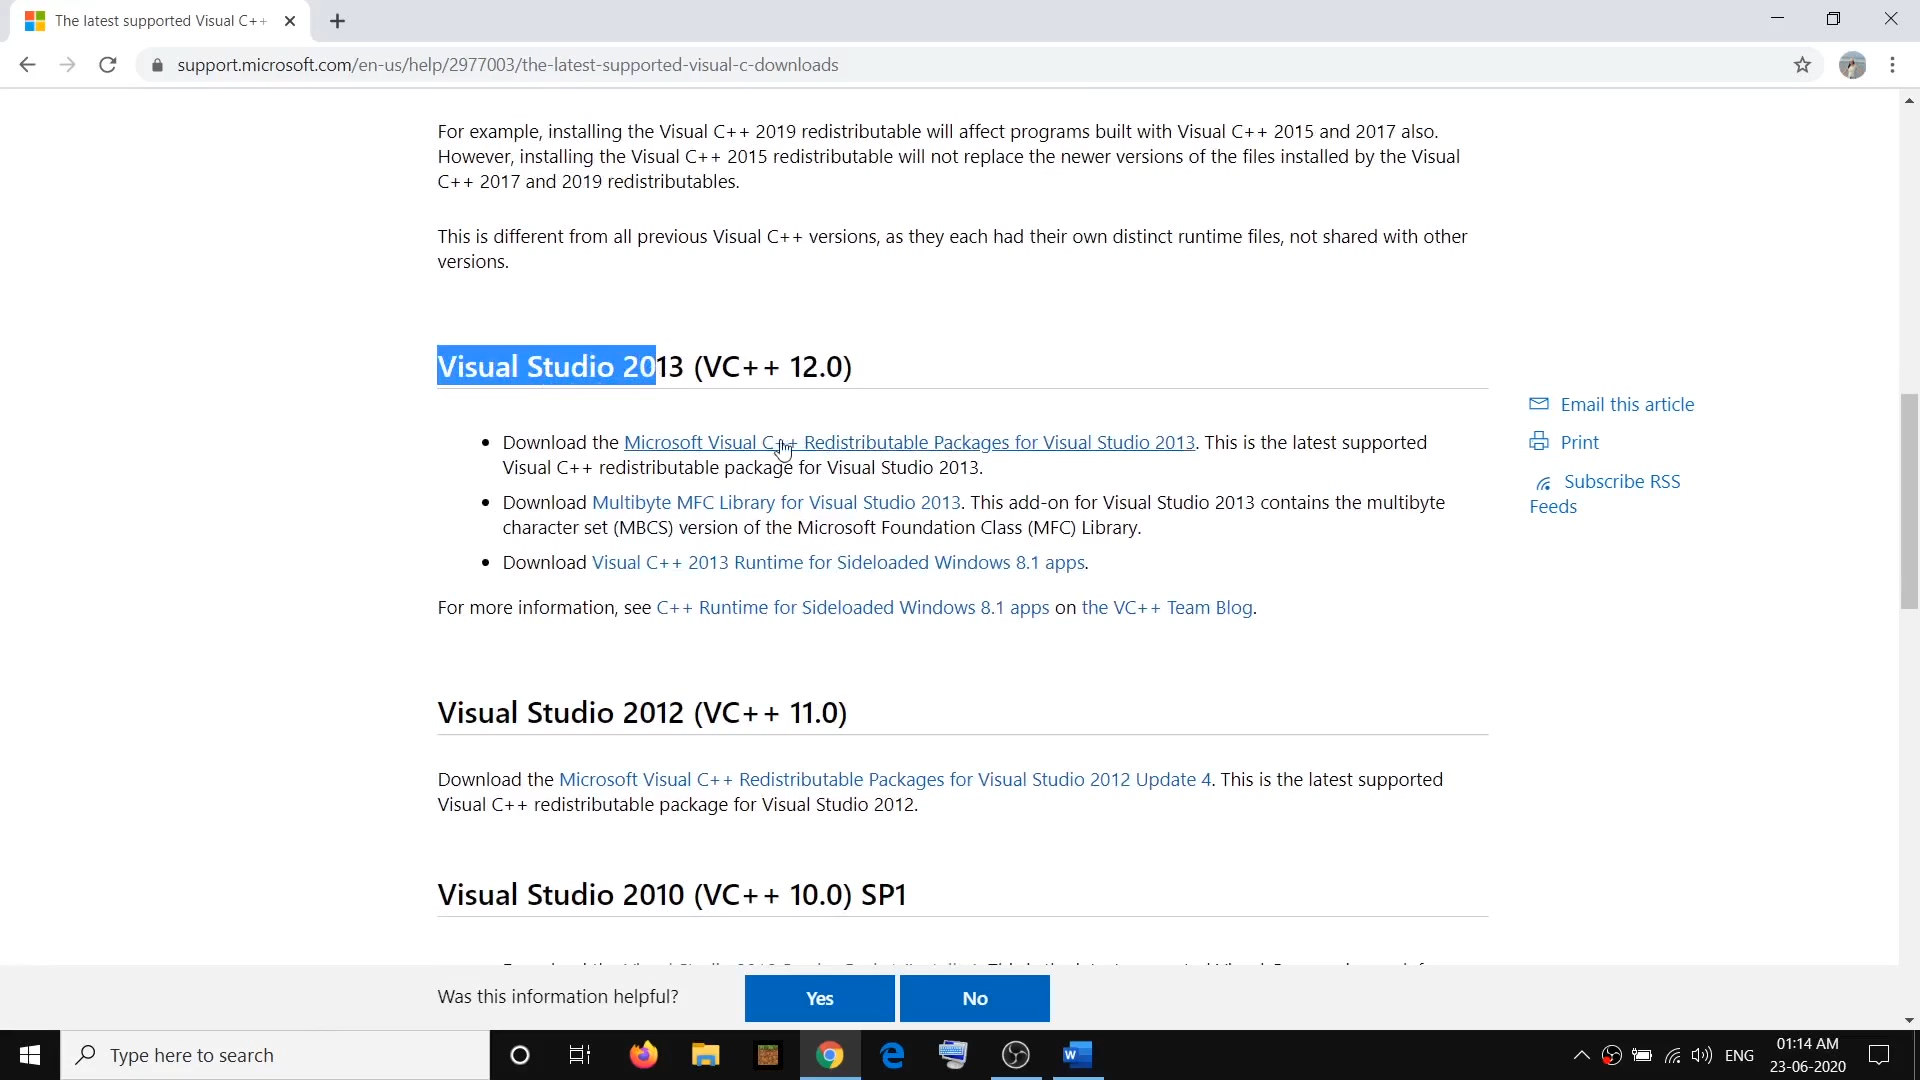 The latest supported Visual C++
support.microsoft.com/en-us/help/2977003/the-latest-supported-visual-c-downloads
For example, installing the Visual C++ 2019 redistributable will affect programs built with Visual C++ 2015 and 2017 also.
However, installing the Visual C++ 2015 redistributable will not replace the newer versions of the files installed by the Visual
C++ 2017 and 2019 redistributables.
This is different from all previous Visual C++ versions, as they each had their own distinct runtime files, not shared with other
versions.
Visual Studio 2013 (VC++ 12.0)
Download the Microsoft Visual C++ Redistributable Packages for Visual Studio 2013. This is the latest supported
Visual C++ redistributable package for Visual Studio 2013.
Download Multibyte MFC Library for Visual Studio 2013. This add-on for Visual Studio 2013 contains the multibyte
character set (MBCS) version of the Microsoft Foundation Class (MFC) Library.
Download Visual C++ 2013 Runtime for Sideloaded Windows 8.1 apps.
For more information, see C++ Runtime for Sideloaded Windows 8.1 apps on the VC++ Team Blog.
Email this article
Print
Subscribe RSS
Feeds
Visual Studio 2012 (VC++ 11.0)
Download the Microsoft Visual C++ Redistributable Packages for Visual Studio 2012 Update 4. This is the latest supported
Visual C++ redistributable package for Visual Studio 2012.
Visual Studio 2010 (VC++ 10.0) SP1
Was this information helpful?
Yes
No
Type here to search
ENG
01:14 AM
23-06-2020